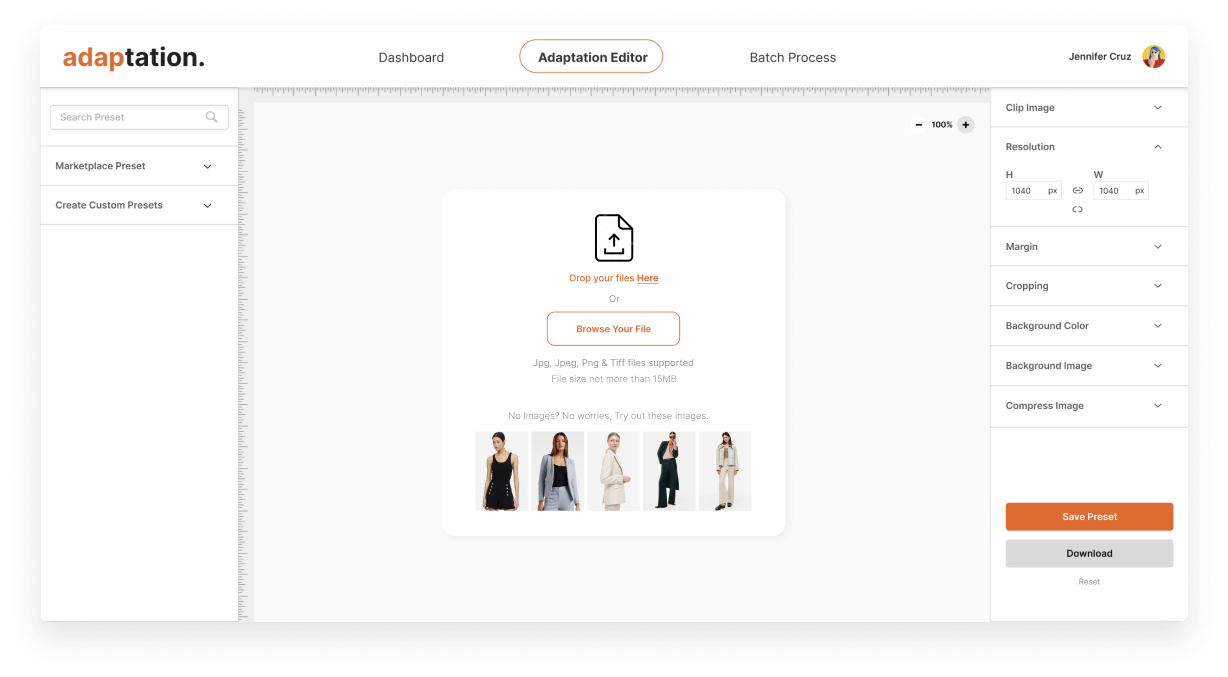 adaptation.
Dashboard
Adaptation Editor
Batch Process
Jennifer Cruz
Search Preset
Marketplace Preset
Create Custom Presets
100%
Drop your files Here
Or
Browse Your File
Jpg, Jpeg, Png & Tiff files supported
File size not more than 15MB
No Images? No worries, Try out these images.
Clip Image
Resolution
H W
1040 px 1040 px
Margin
Cropping
Background Color
Background Image
Compress Image
Save Preset
Download
Reset